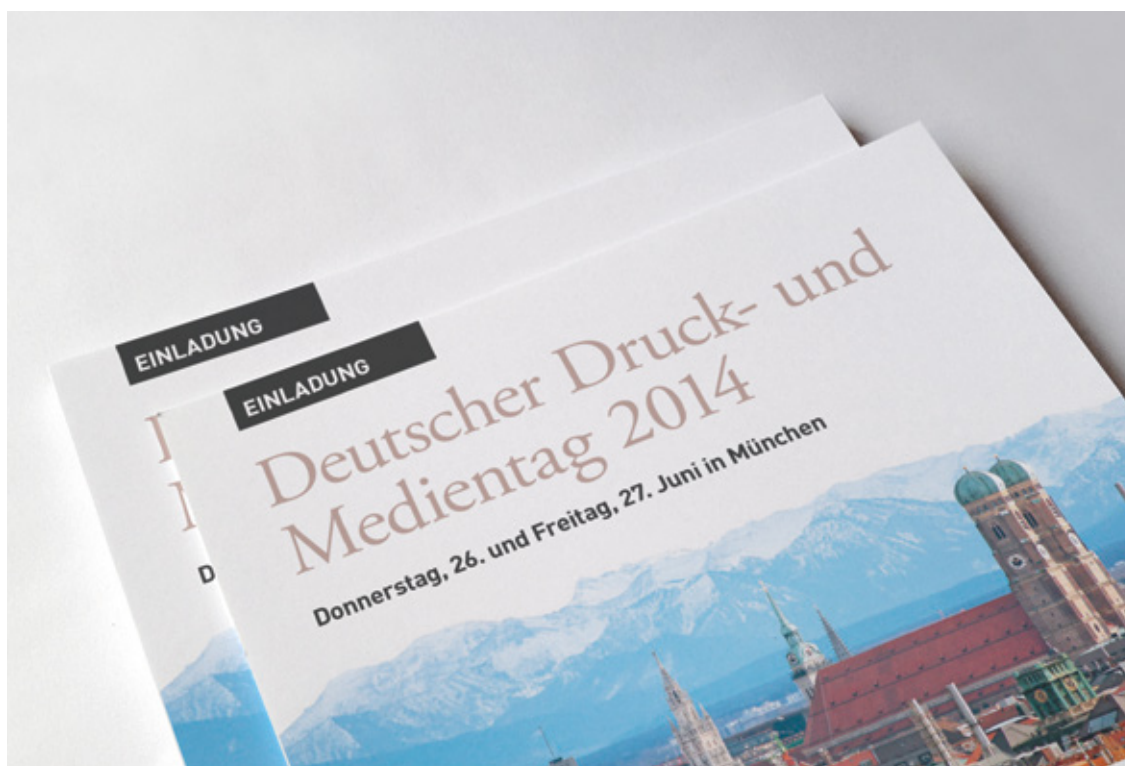 EINLADUNG
EINLADUNG
Deutscher Druck- und
Medientag 2014
Donnerstag, 26. und Freitag, 27. Juni in München
D